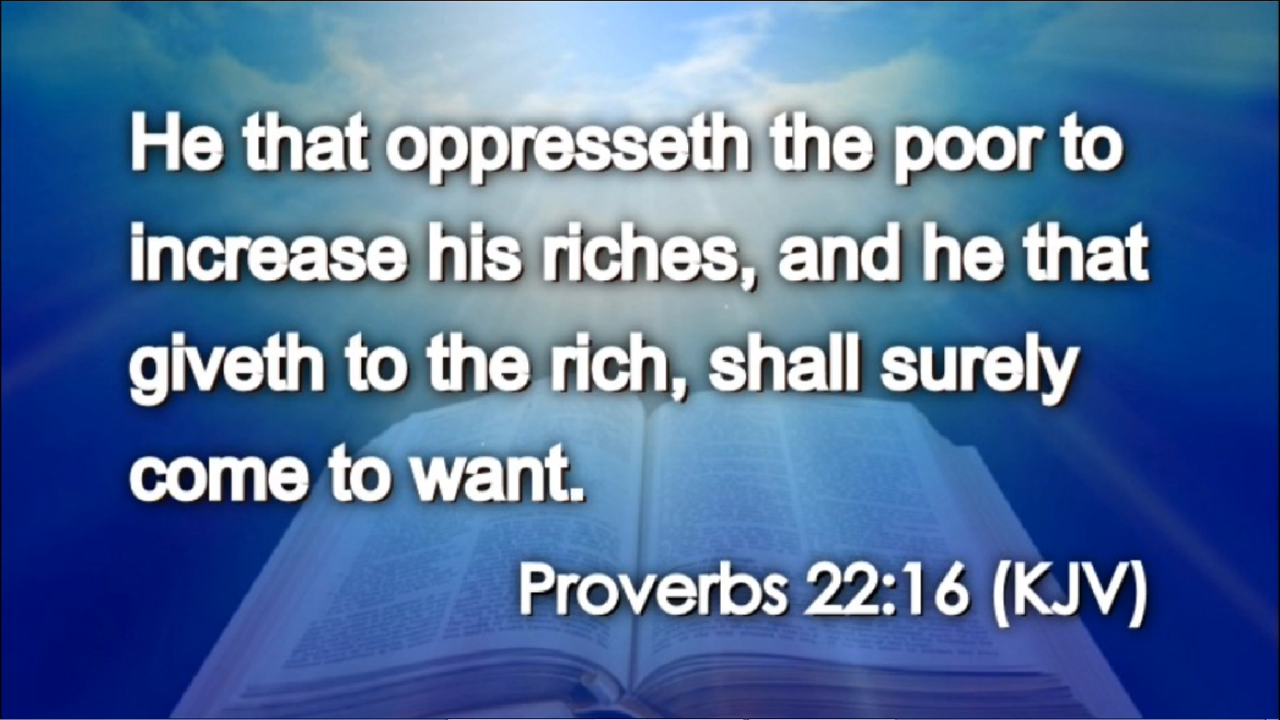 He that oppresseth the poor to
increase his riches, and he that
giveth to the rich, shall surely
come to want.
Proverbs 22:16 (KJV)